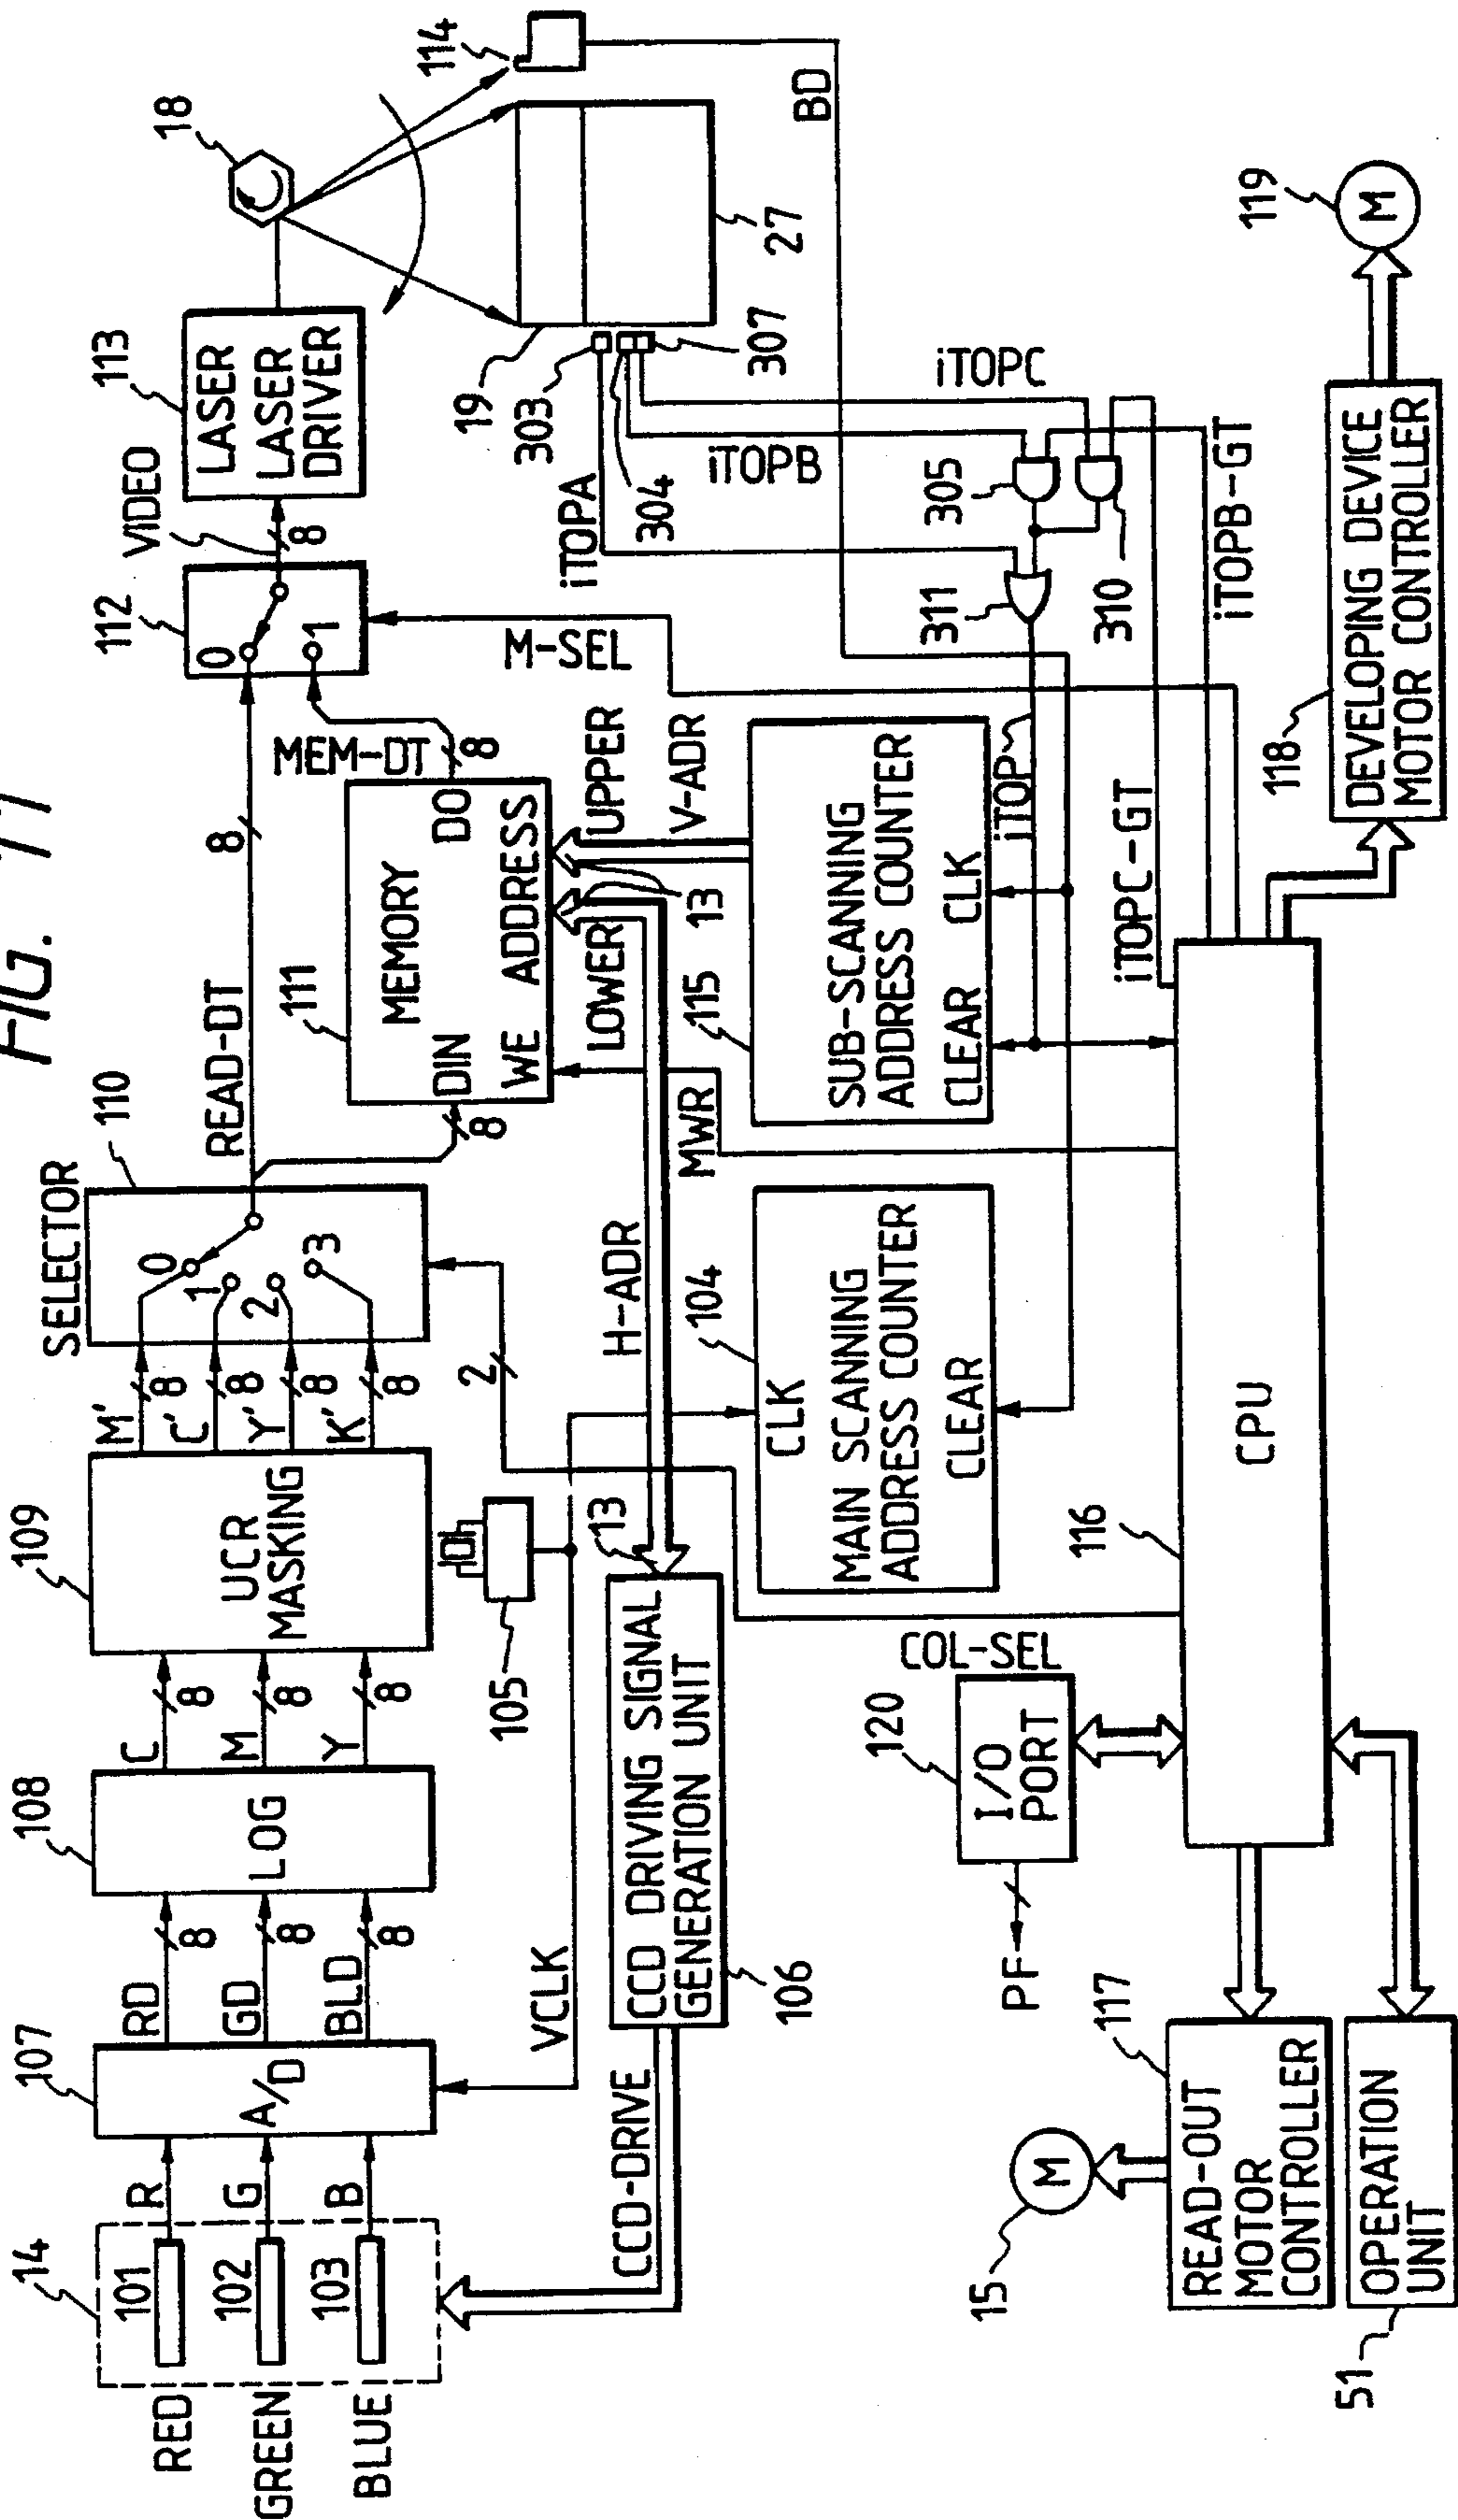 FIG. 11
14
RED
101
R
GREEN
102
G
BLUE
103
B
107
A/D
RD
8
GD
8
BLD
8
108
LOG
C
8
M
8
Y
8
109
UCR
MASKING
M'
8
C'
8
Y'
8
K'
8
SELECTOR
110
0
1
2
3
READ-DT
8
8
111
MEMORY
DIN
DO
WE
ADDRESS
MEM-DT
8
112
0
1
VIDEO
8
113
LASER
LASER
DRIVER
18
114
19
27
303
304
307
BD
iTOPA
iTOPB
iTOPC
M-SEL
VCLK
105
2
H-ADR
LOWER
UPPER
V-ADR
13
13
MWR
CCD-DRIVE
CCD DRIVING SIGNAL
GENERATION UNIT
106
104
CLK
MAIN SCANNING
ADDRESS COUNTER
CLEAR
115
SUB-SCANNING
ADDRESS COUNTER
CLEAR
CLK
iTOP
311
305
310
iTOPC-GT
iTOPB-GT
COL-SEL
120
I/O
PORT
PF
116
CPU
117
READ-OUT
MOTOR
CONTROLLER
15
M
OPERATION
UNIT
51
118
DEVELOPING DEVICE
MOTOR CONTROLLER
119
M